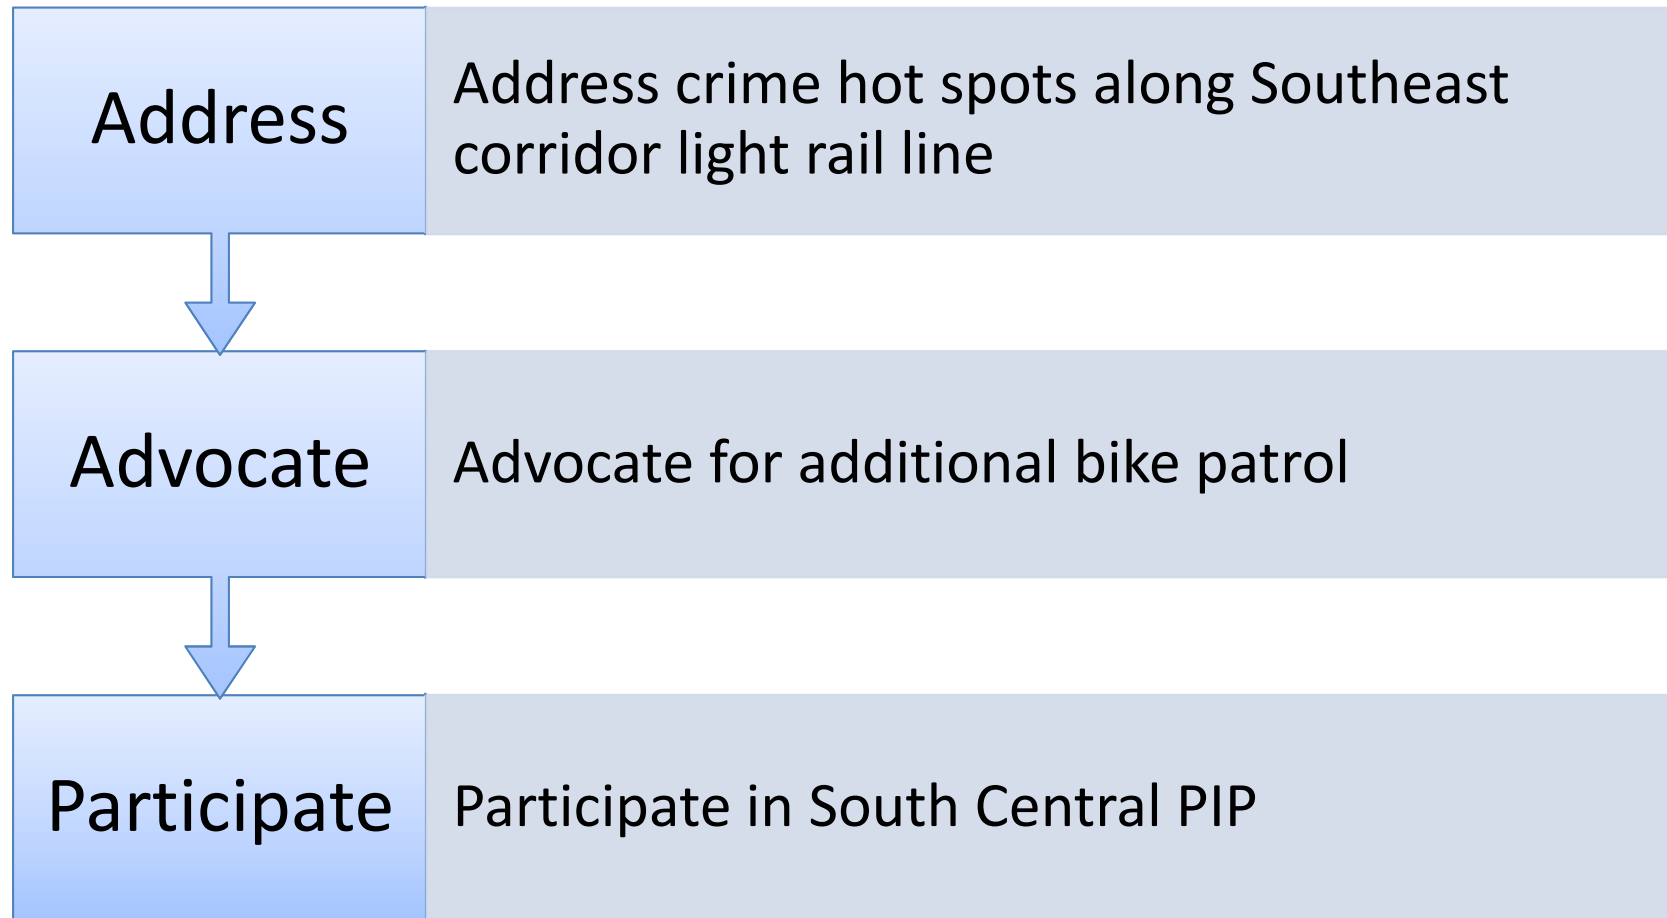 Address
Address crime hot spots along Southeast
corridor light rail line
Advocate
Advocate for additional bike patrol
Participate
Participate in South Central PIP